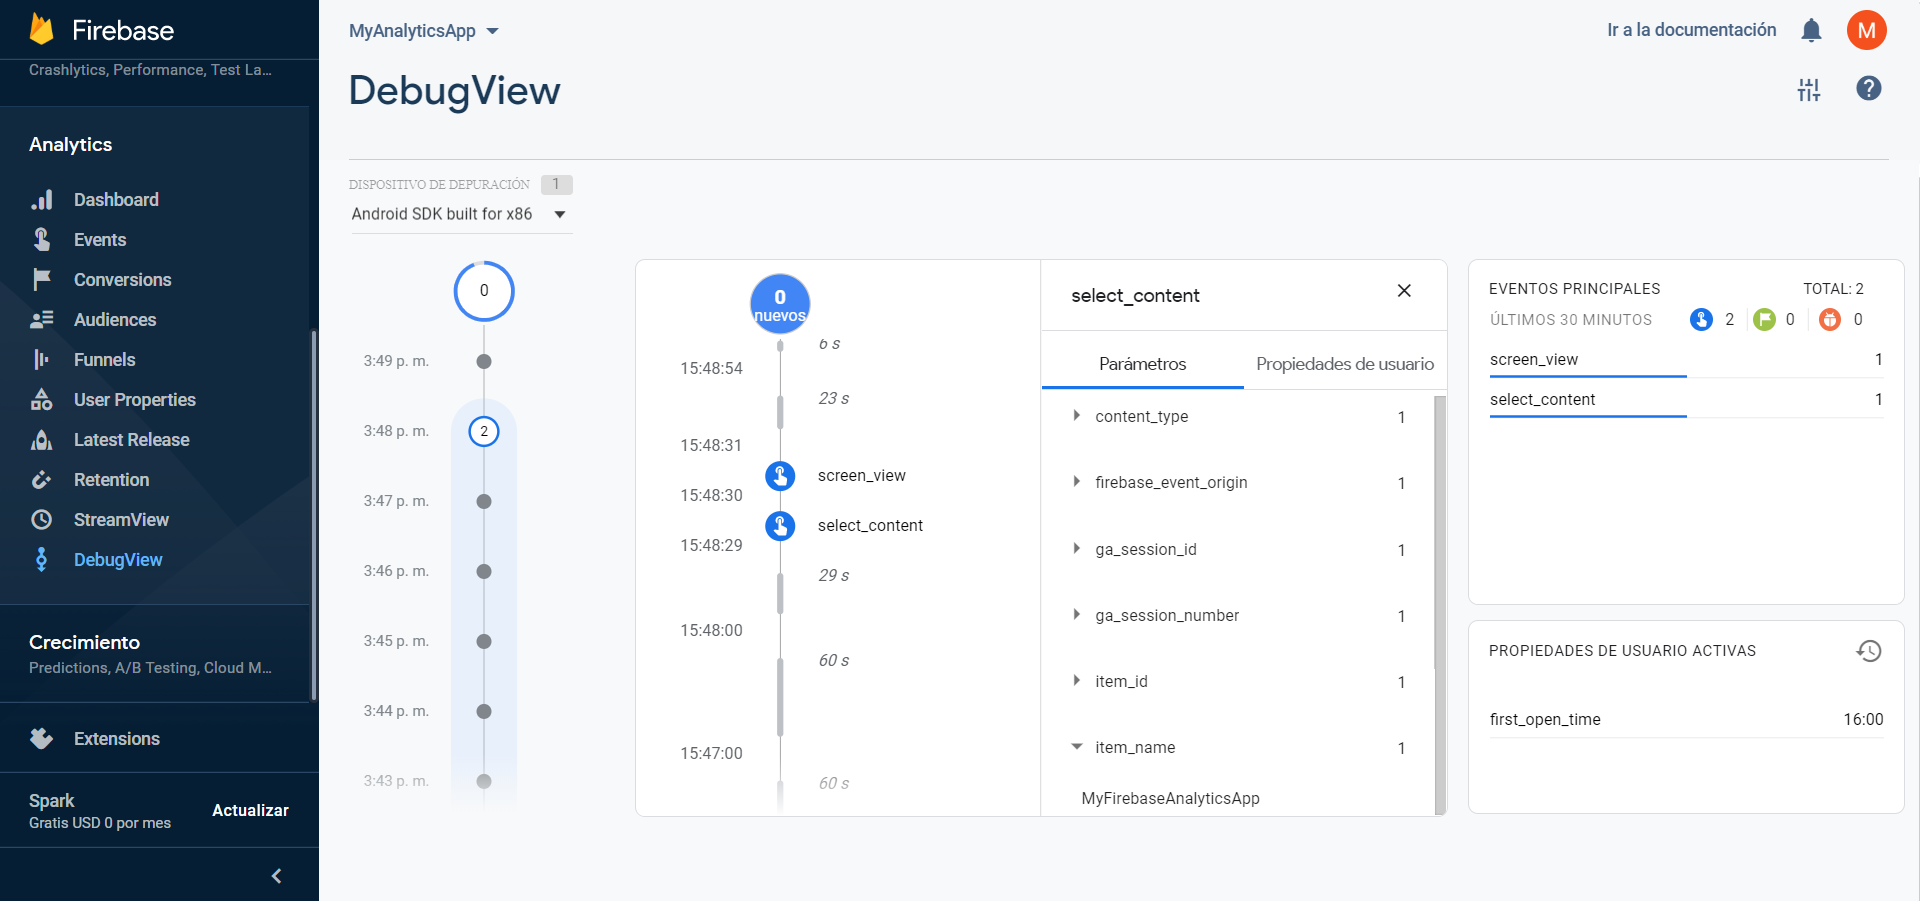 Firebase
Crashlytics, Performance, Test La...
Analytics
Dashboard
Events
Conversions
Audiences
Funnels
User Properties
Latest Release
Retention
StreamView
DebugView
Crecimiento
Predictions, A/B Testing, Cloud M...
Extensions
Spark
Gratis USD 0 por mes
Actualizar
MyAnalyticsApp
Ir a la documentación
M
DebugView
DISPOSITIVO DE DEPURACIÓN 1
Android SDK built for x86
0
3:49 p. m.
3:48 p. m. 2
3:47 p. m.
3:46 p. m.
3:45 p. m.
3:44 p. m.
3:43 p. m.
0
nuevos
6 s
15:48:54
23 s
15:48:31
screen_view
15:48:30
select_content
15:48:29
29 s
15:48:00
60 s
15:47:00
60 s
select_content
Parámetros Propiedades de usuario
content_type 1
firebase_event_origin 1
ga_session_id 1
ga_session_number 1
item_id 1
item_name 1
MyFirebaseAnalyticsApp
EVENTOS PRINCIPALES TOTAL: 2
ÚLTIMOS 30 MINUTOS 2 0 0
screen_view 1
select_content 1
PROPIEDADES DE USUARIO ACTIVAS
first_open_time 16:00